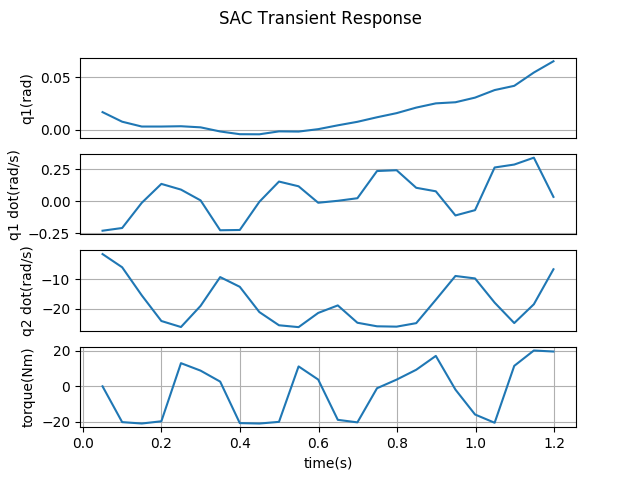 SAC Transient Response
q1(rad)
0.05
0.00
q1 dot(rad/s)
0.25
0.00
−0.25
q2 dot(rad/s)
−10
−20
torque(Nm)
20
0
−20
0.0 0.2 0.4 0.6 0.8 1.0 1.2
time(s)